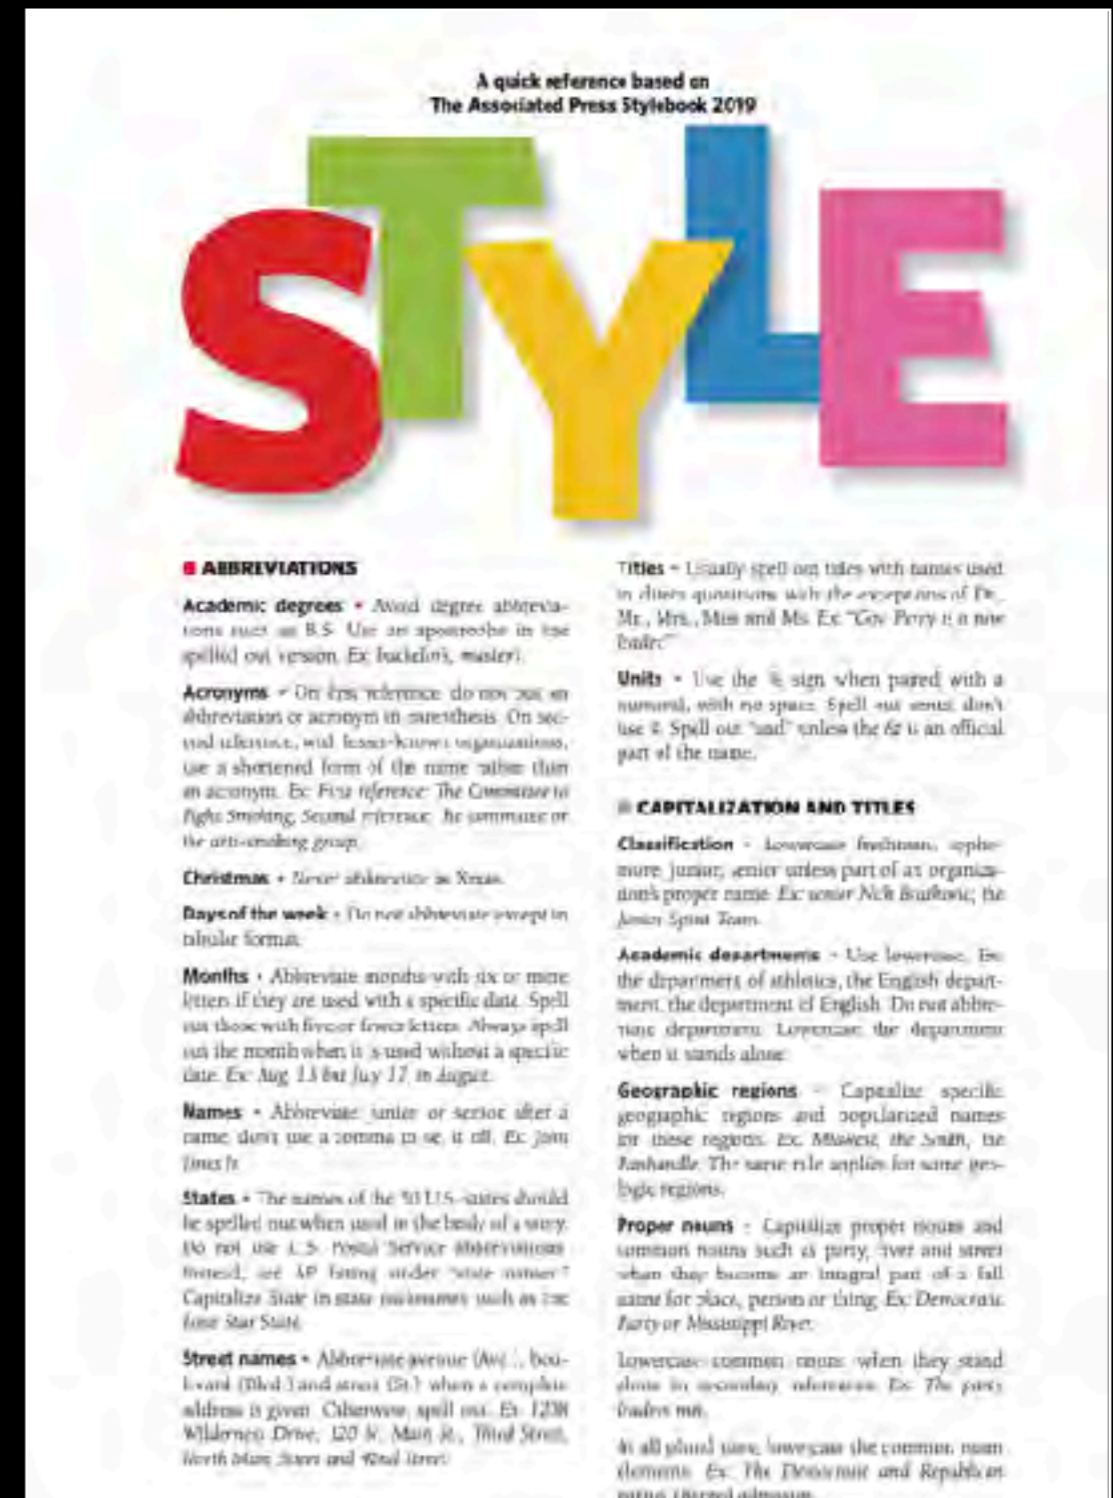 A quick reference based on
The Associated Press Stylebook 2019
STYLE
ABBREVIATIONS
Academic degrees • Avoid degree abbrevia-
tions such as B.S. Use an apostrophe in the
spelled out version. Ex: bachelor's, master's.
Acronyms • On first reference, do not put an
abbreviation or acronym in parenthesis. On sec-
ond reference, with lesser-known organizations,
use a shortened form of the name rather than
an acronym. Ex: First reference: The Committee to
Fight Smoking; Second reference: the committee or
the anti-smoking group.
Christmas • Never abbreviate as Xmas.
Days of the week • Do not abbreviate except in
tabular format.
Months • Abbreviate months with six or more
letters if they are used with a specific date. Spell
out those with five or fewer letters. Always spell
out the month when it is used without a specific
date. Ex: Aug. 13 but July 17, in August.
Names • Abbreviate junior or senior after a
name; don't use a comma to set it off. Ex: John
Jones Jr.
States • The names of the 50 U.S. states should
be spelled out when used in the body of a story.
Do not use U.S. Postal Service abbreviations.
Instead, see AP listing under "state names."
Capitalize State in state nicknames such as the
Lone Star State.
Street names • Abbreviate avenue (Ave.), bou-
levard (Blvd.) and street (St.) when a complete
address is given. Otherwise, spell out. Ex: 1238
Wilderness Drive, 120 N. Main St., Third Street,
North Main Street and 42nd Street.
Titles • Usually spell out titles with names used
in direct quotations with the exceptions of Dr.,
Mr., Mrs., Miss and Ms. Ex: "Gov. Perry is a new
leader."
Units • Use the % sign when paired with a
numeral, with no space. Spell out cents; don't
use ¢. Spell out "and" unless the & is an official
part of the name.
CAPITALIZATION AND TITLES
Classification • Lowercase freshman, sopho-
more, junior, senior unless part of an organiza-
tion's proper name. Ex: senior Nick; the
Junior Spirit Team.
Academic departments • Use lowercase. Ex:
the department of athletics, the English depart-
ment, the department of English. Do not abbre-
viate department. Lowercase the department
when it stands alone.
Geographic regions • Capitalize specific
geographic regions and popularized names
for these regions. Ex: Midwest, the South, the
Panhandle. The same rule applies for some geo-
logic regions.
Proper nouns • Capitalize proper nouns and
common nouns such as party, river and street
when they become an integral part of a full
name for place, person or thing. Ex: Democratic
Party or Mississippi River.
Lowercase common nouns when they stand
alone in secondary references. Ex: The party
leaders met.
In all plural uses, lowercase the common noun
elements. Ex: The Democratic and Republican